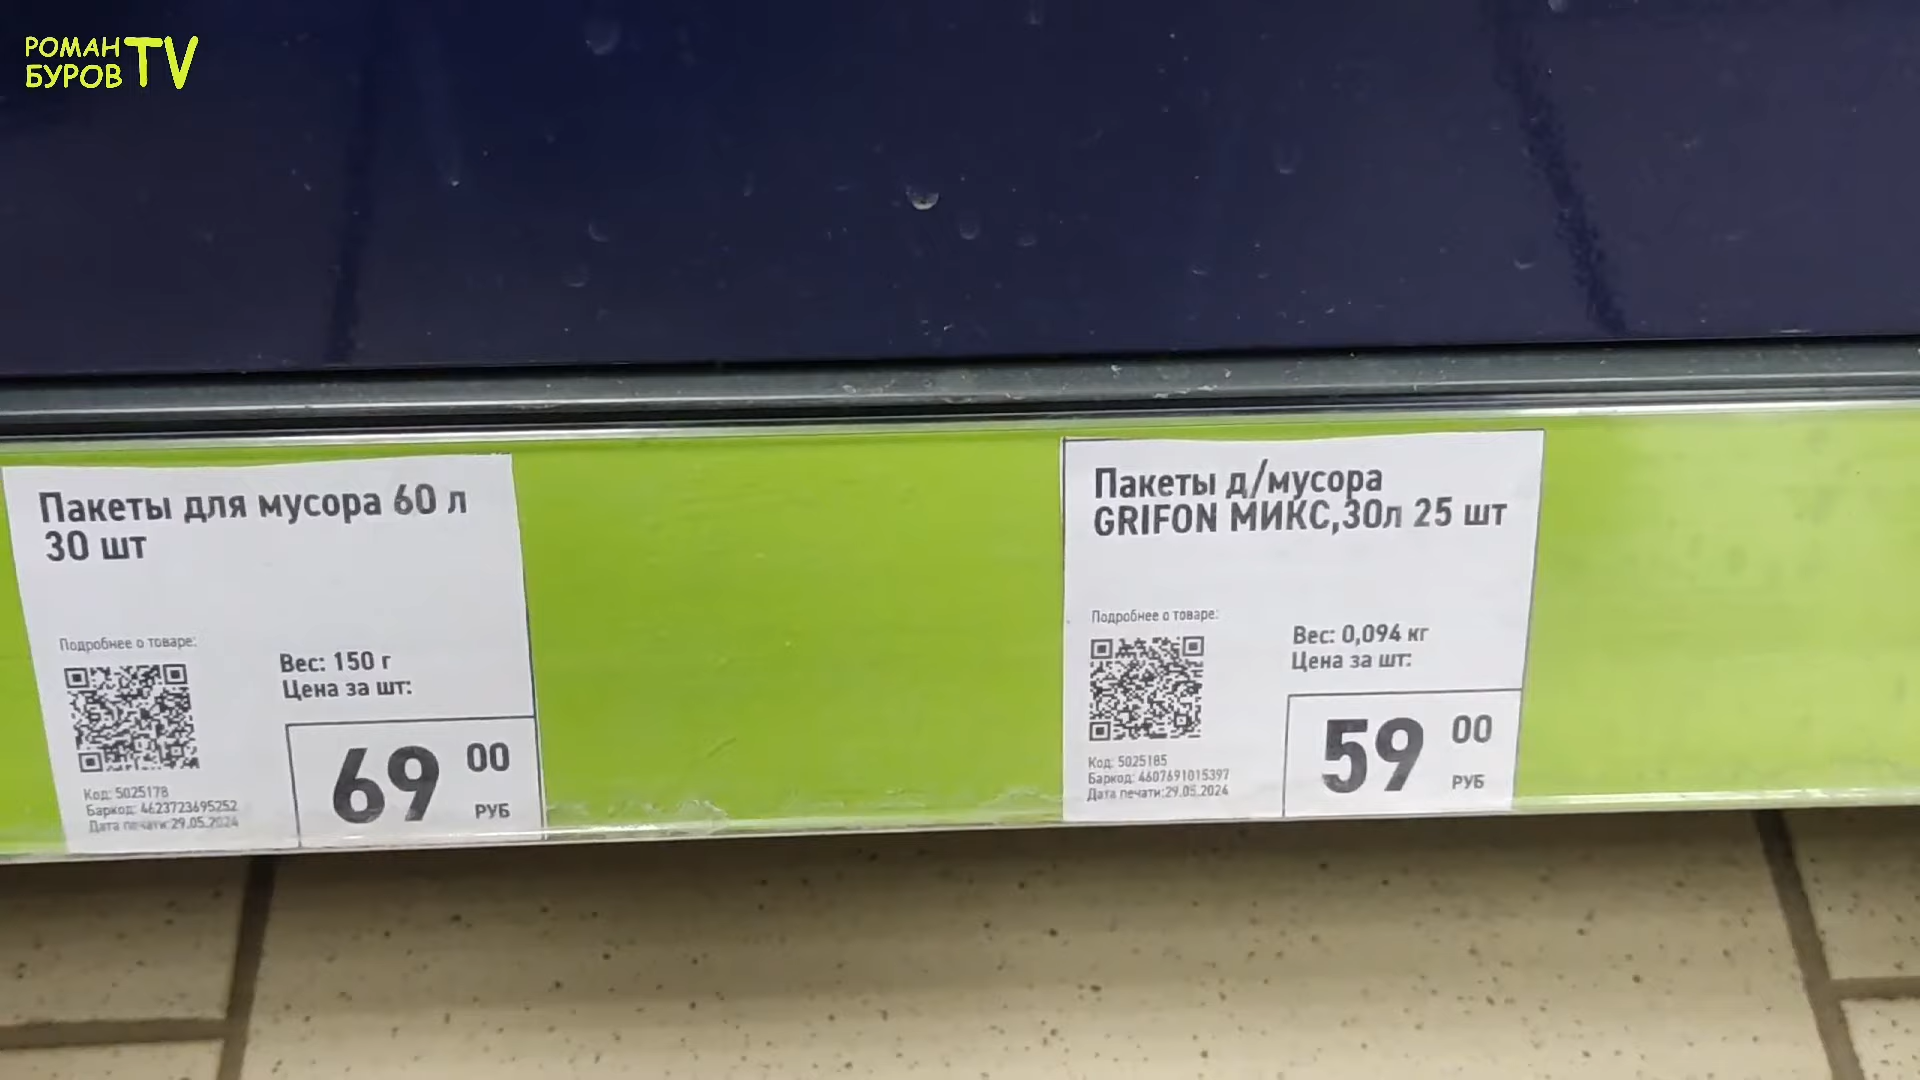 РОМАН
БУРОВ TV
Пакеты для мусора 60 л
30 шт
Подробнее о товаре:
Вес: 150 г
Цена за шт:
69 00
РУБ
Код: 5025178
Баркод: 4623723695252
Дата печати:29.05.2024
Пакеты д/мусора
GRIFON МИКС,30л 25 шт
Подробнее о товаре:
Вес: 0,094 кг
Цена за шт:
59 00
РУБ
Код: 5025185
Баркод: 4607691015397
Дата печати:29.05.2024